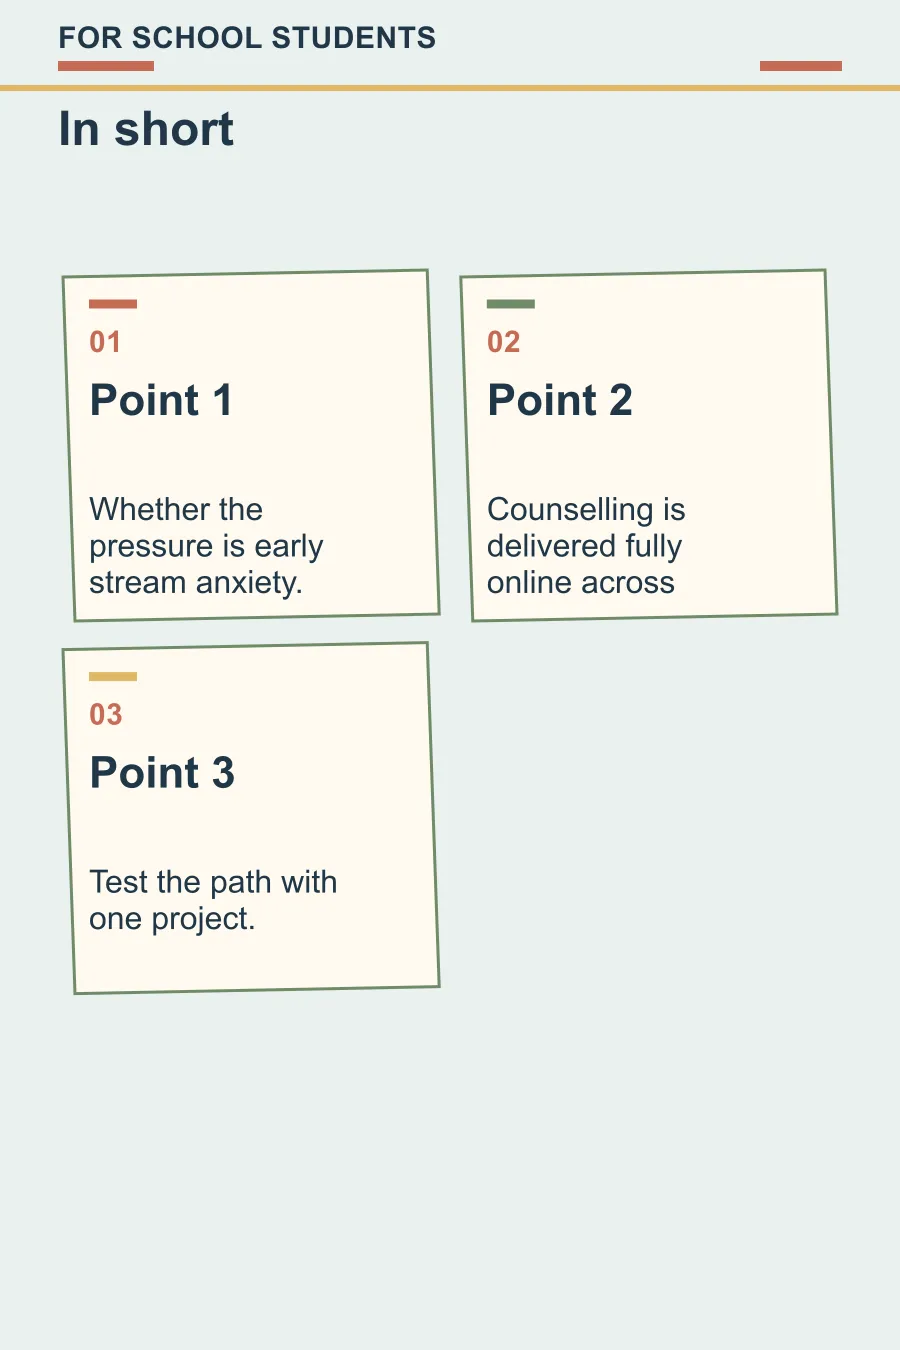 FOR SCHOOL STUDENTS
In short
01
Point 1
Whether the
pressure is early
stream anxiety.
02
Point 2
Counselling is
delivered fully
online across
03
Point 3
Test the path with
one project.